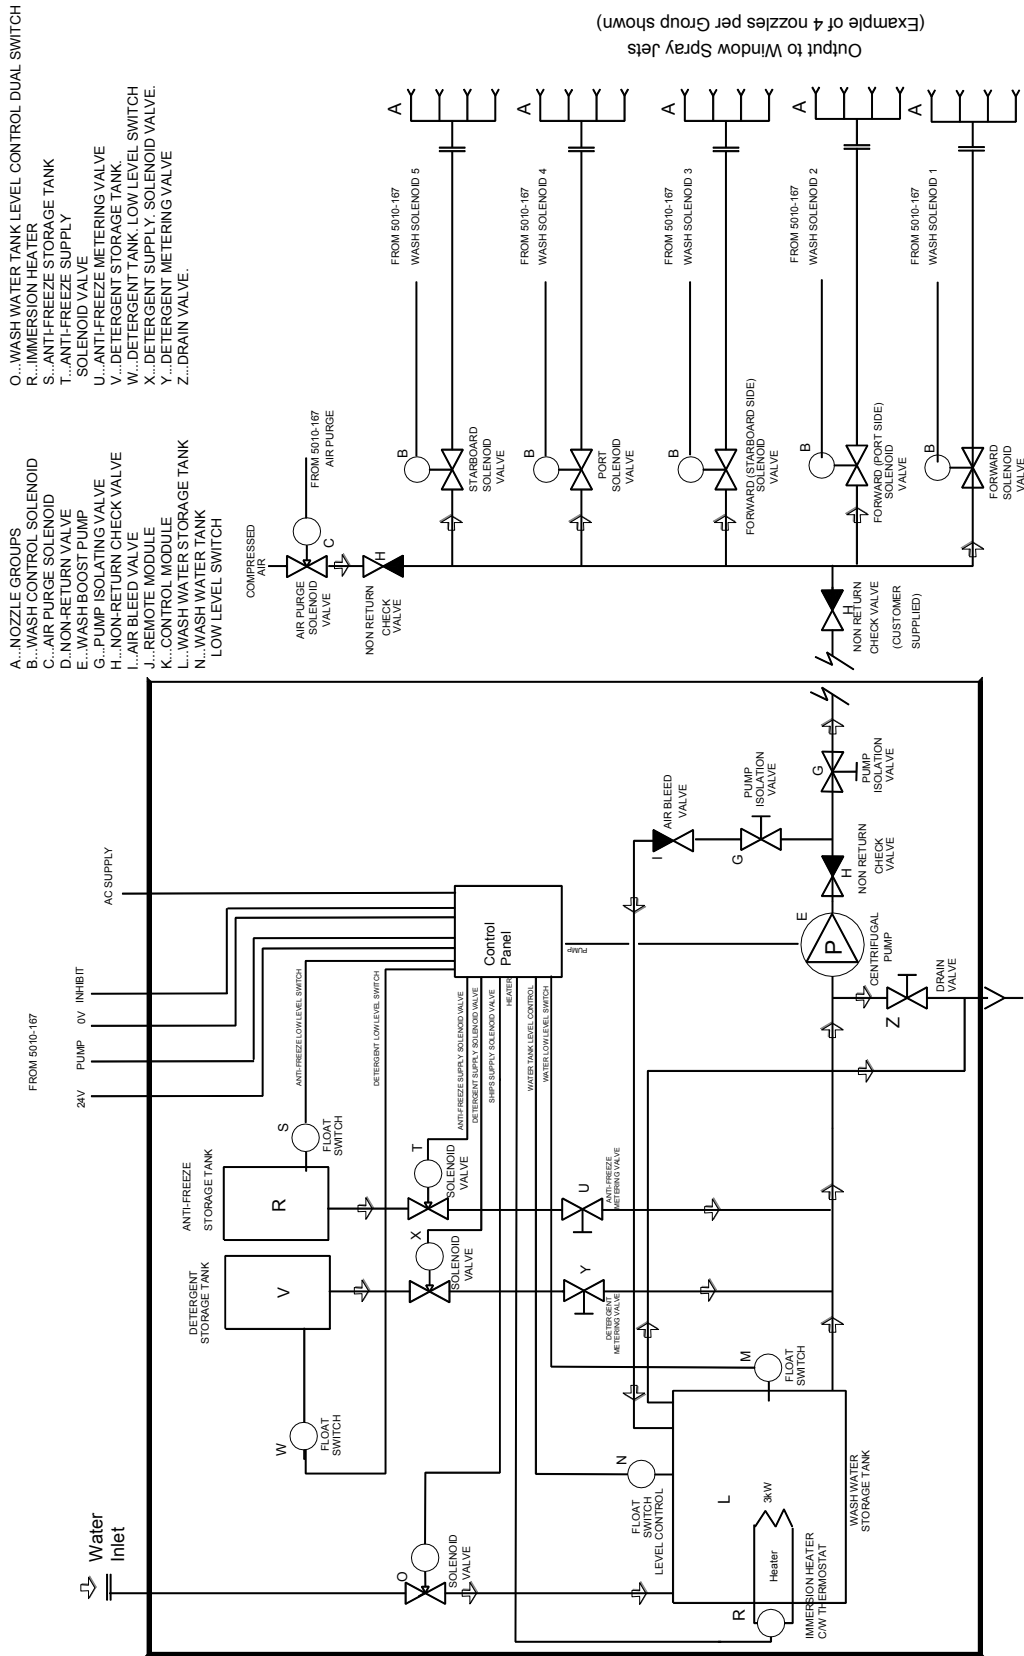 A...NOZZLE GROUPS
B...WASH CONTROL SOLENOID
C...AIR PURGE SOLENOID
D..NON-RETURN VALVE
E...WASH BOOST PUMP
G...PUMP ISOLATING VALVE
H...NON-RETURN CHECK VALVE
I...AIR BLEED VALVE
J...REMOTE MODULE
K...CONTROL MODULE
L...WASH WATER STORAGE TANK
N...WASH WATER TANK
LOW LEVEL SWITCH
O...WASH WATER TANK LEVEL CONTROL DUAL SWITCH
R...IMMERSION HEATER
S...ANTI-FREEZE STORAGE TANK
T...ANTI-FREEZE SUPPLY
SOLENOID VALVE
U...ANTI-FREEZE METERING VALVE
V...DETERGENT STORAGE TANK.
W...DETERGENT TANK. LOW LEVEL SWITCH
X...DETERGENT SUPPLY. SOLENOID VALVE.
Y...DETERGENT METERING VALVE
Z...DRAIN VALVE.
Water
Inlet
FROM 5010-167
24V
PUMP
0V
INHIBIT
AC SUPPLY
O
SOLENOID
VALVE
W
FLOAT
SWITCH
DETERGENT
STORAGE TANK
V
ANTI-FREEZE
STORAGE TANK
R
S
FLOAT
SWITCH
ANTI-FREEZE LOW LEVEL SWITCH
DETERGENT LOW LEVEL SWITCH
X
SOLENOID
VALVE
T
SOLENOID
VALVE
ANTI-FREEZE SUPPLY SOLENOID VALVE
DETERGENT SUPPLY SOLENOID VALVE
SHIPS SUPPLY SOLENOID VALVE
HEATER
WATER TANK LEVEL CONTROL
WATER LOW LEVEL SWITCH
Control
Panel
PUMP
Y
DETERGENT
METERING VALVE
U
ANTI-FREEZE
METERING VALVE
N
FLOAT
SWITCH
LEVEL CONTROL
M
FLOAT
SWITCH
L
3kW
Heater
R
IMMERSION HEATER
C/W THERMOSTAT
WASH WATER
STORAGE TANK
I
AIR BLEED
VALVE
G
PUMP
ISOLATION
VALVE
E
P
CENTRIFUGAL
PUMP
H
NON RETURN
CHECK
VALVE
G
PUMP
ISOLATION
VALVE
Z
DRAIN
VALVE
COMPRESSED
AIR
FROM 5010-167
AIR PURGE
C
AIR PURGE
SOLENOID
VALVE
H
NON RETURN
CHECK
VALVE
H
NON RETURN
CHECK VALVE
(CUSTOMER
SUPPLIED)
B
STARBOARD
SOLENOID
VALVE
FROM 5010-167
WASH SOLENOID 5
A
B
PORT
SOLENOID
VALVE
FROM 5010-167
WASH SOLENOID 4
A
B
FORWARD (STARBOARD SIDE)
SOLENOID
VALVE
FROM 5010-167
WASH SOLENOID 3
A
B
FORWARD (PORT SIDE)
SOLENOID
VALVE
FROM 5010-167
WASH SOLENOID 2
A
B
FORWARD
SOLENOID
VALVE
FROM 5010-167
WASH SOLENOID 1
A
Output to Window Spray Jets
(Example of 4 nozzles per Group shown)